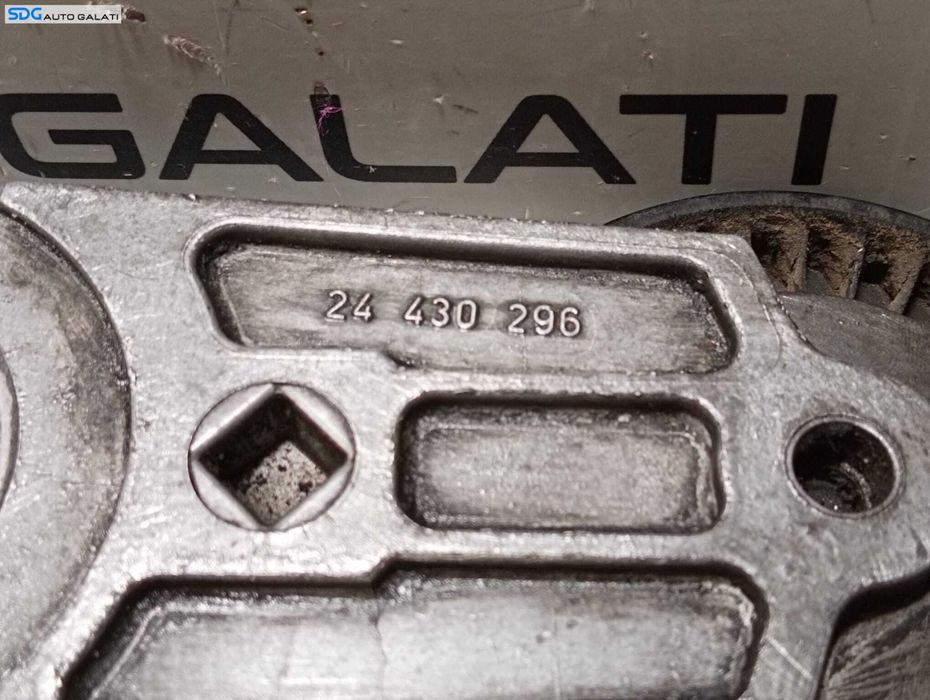 SDG AUTO GALATI
GALATI
24 430 296